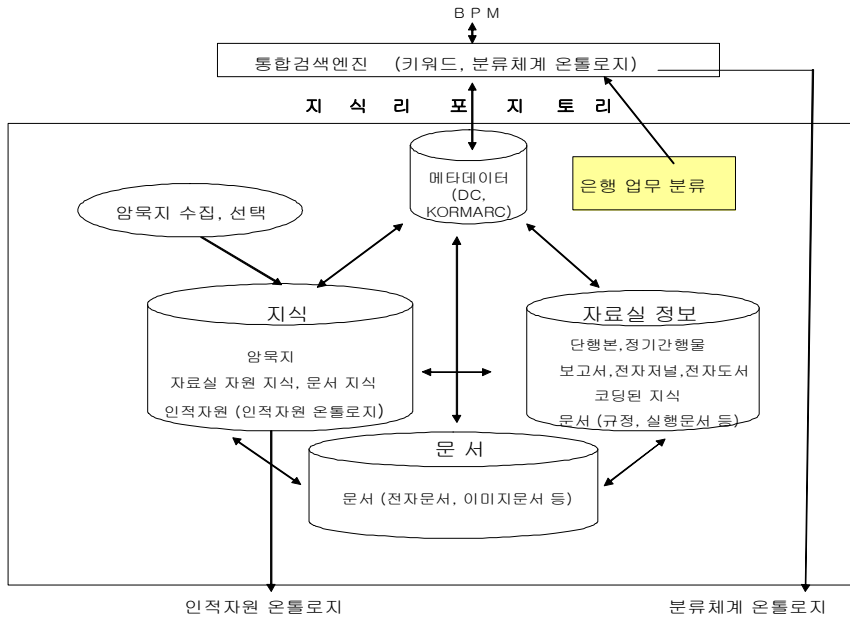 BPM
통합검색엔진 (키워드, 분류체계 온톨로지)
지 식 리 포 지 토 리
메타데이터
(DC,
KORMARC)
은행 업무 분류
암묵지 수집, 선택
지식
암묵지
자료실 자원 지식, 문서 지식
인적자원 (인적자원 온톨로지)
자료실 정보
단행본,정기간행물
보고서,전자저널,전자도서
코딩된 지식
문서 (규정, 실행문서 등)
문 서
문서 (전자문서, 이미지문서 등)
인적자원 온톨로지
분류체계 온톨로지